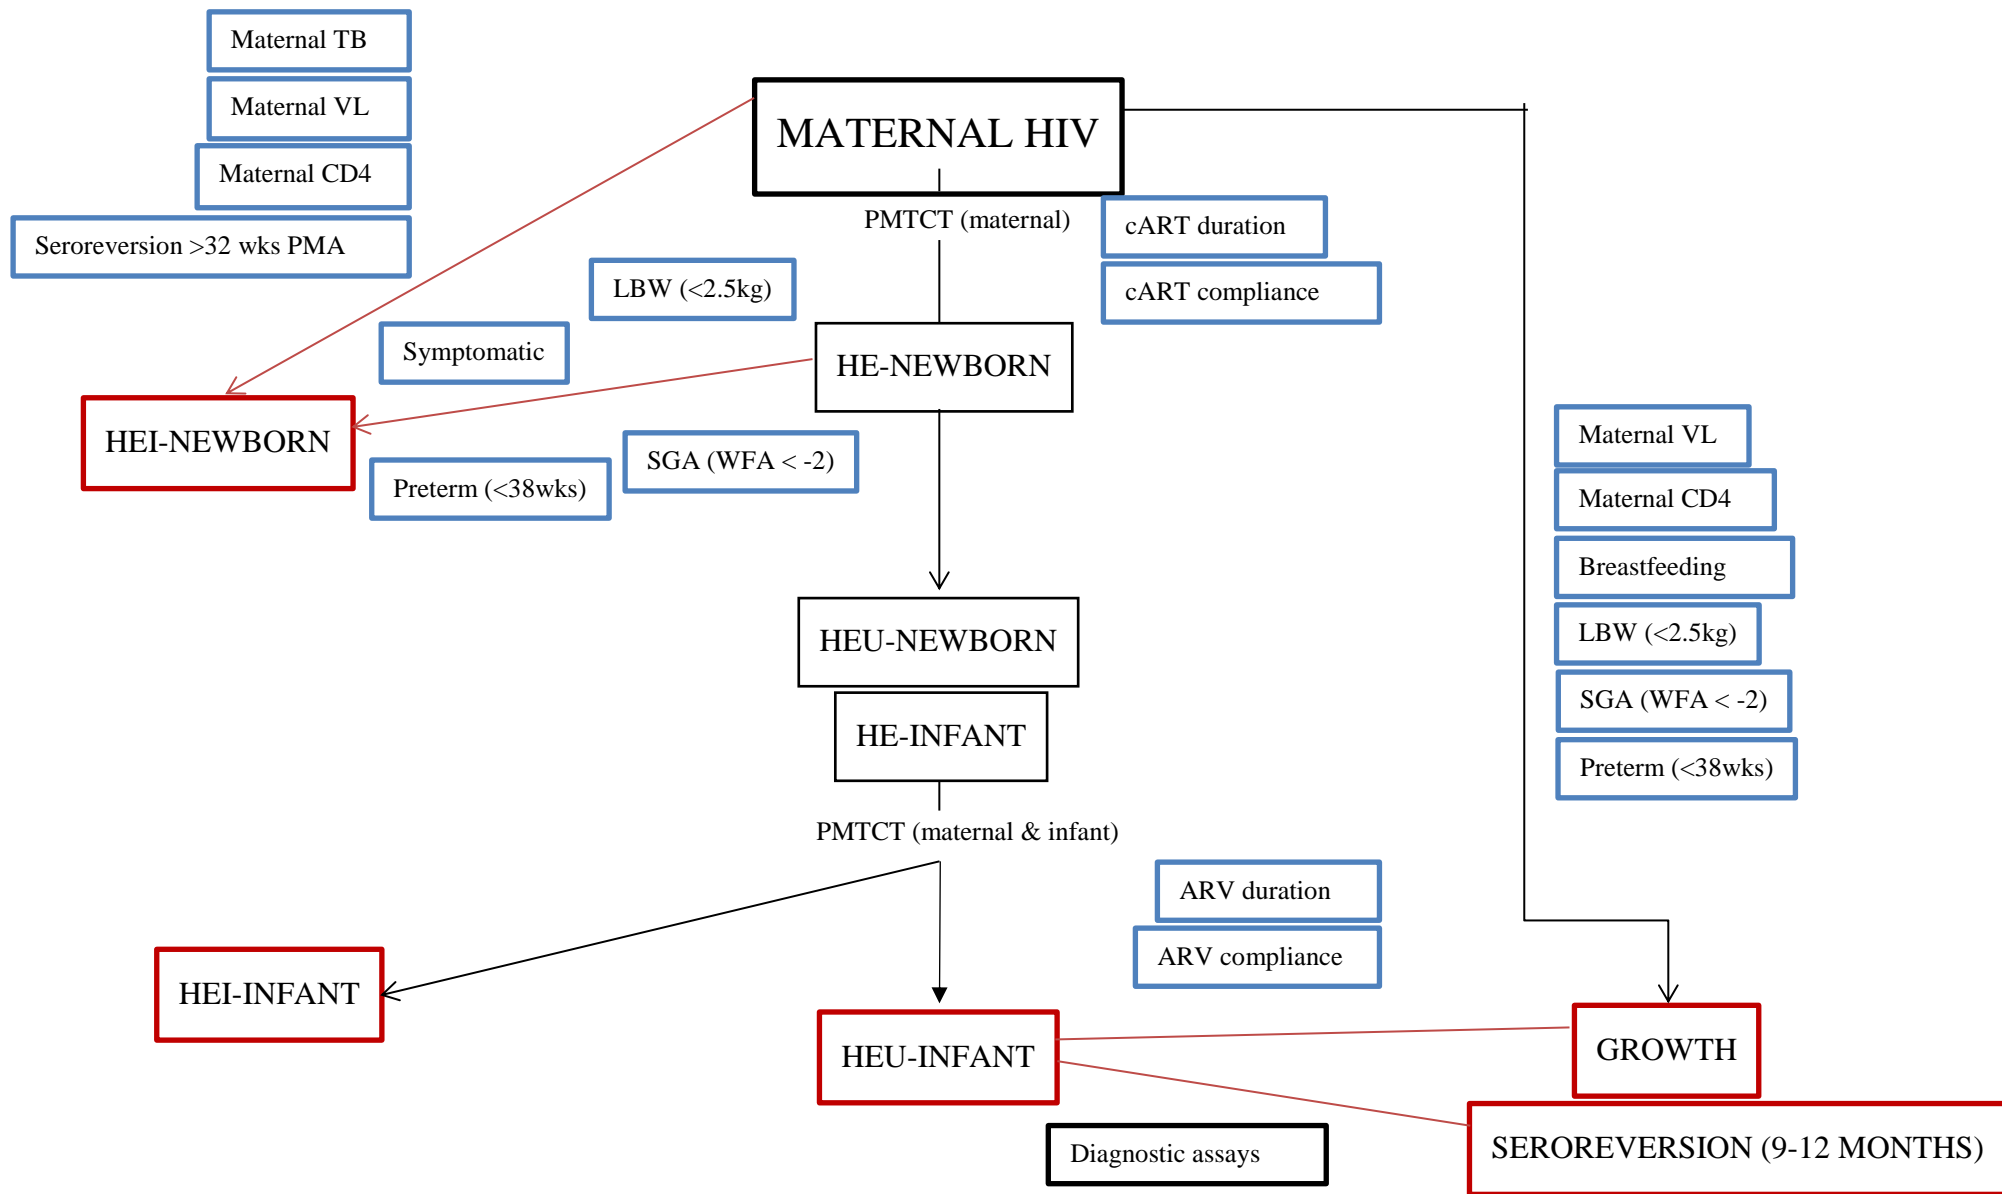 Maternal TB
Maternal VL
Maternal CD4
Seroreversion >32 wks PMA
MATERNAL HIV
PMTCT (maternal)
cART duration
cART compliance
LBW (<2.5kg)
Symptomatic
HE-NEWBORN
HEI-NEWBORN
SGA (WFA < -2)
Preterm (<38wks)
Maternal VL
Maternal CD4
Breastfeeding
LBW (<2.5kg)
SGA (WFA < -2)
Preterm (<38wks)
HEU-NEWBORN
HE-INFANT
PMTCT (maternal & infant)
ARV duration
ARV compliance
HEI-INFANT
HEU-INFANT
GROWTH
Diagnostic assays
SEROREVERSION (9-12 MONTHS)